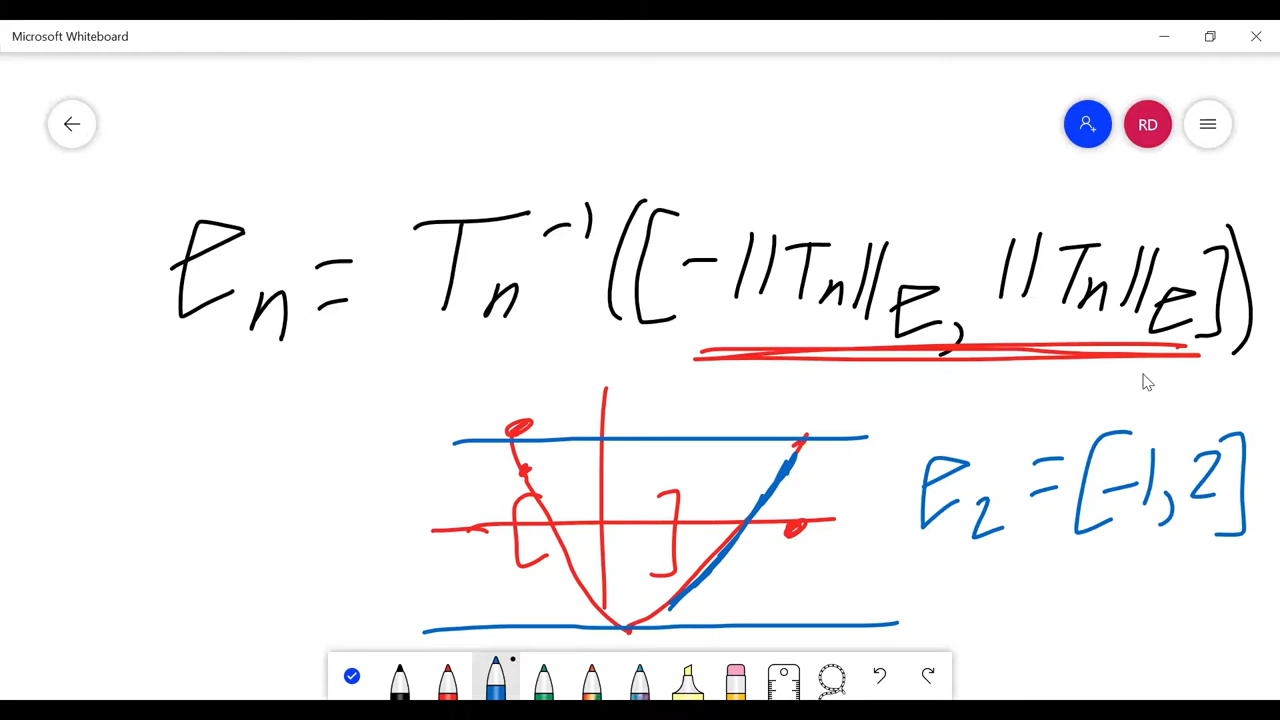 Microsoft Whiteboard
RD
E_n = T_n^{-1}([-||T_n||_E, ||T_n||_E])
E_2 = [-1, 2]